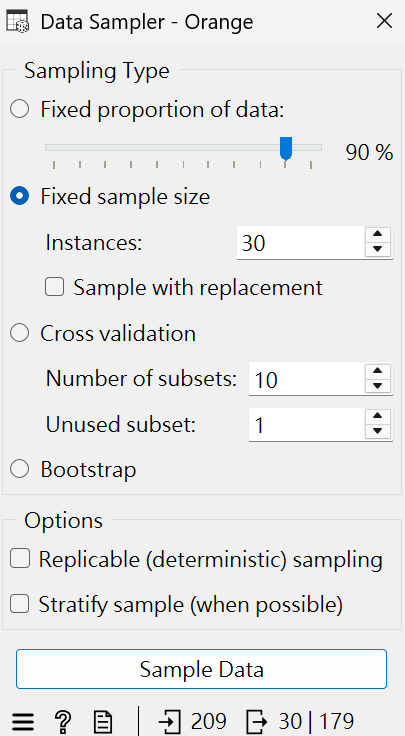 Data Sampler - Orange
Sampling Type
Fixed proportion of data:
90 %
Fixed sample size
Instances: 30
Sample with replacement
Cross validation
Number of subsets: 10
Unused subset: 1
Bootstrap
Options
Replicable (deterministic) sampling
Stratify sample (when possible)
Sample Data
? 209 30 | 179